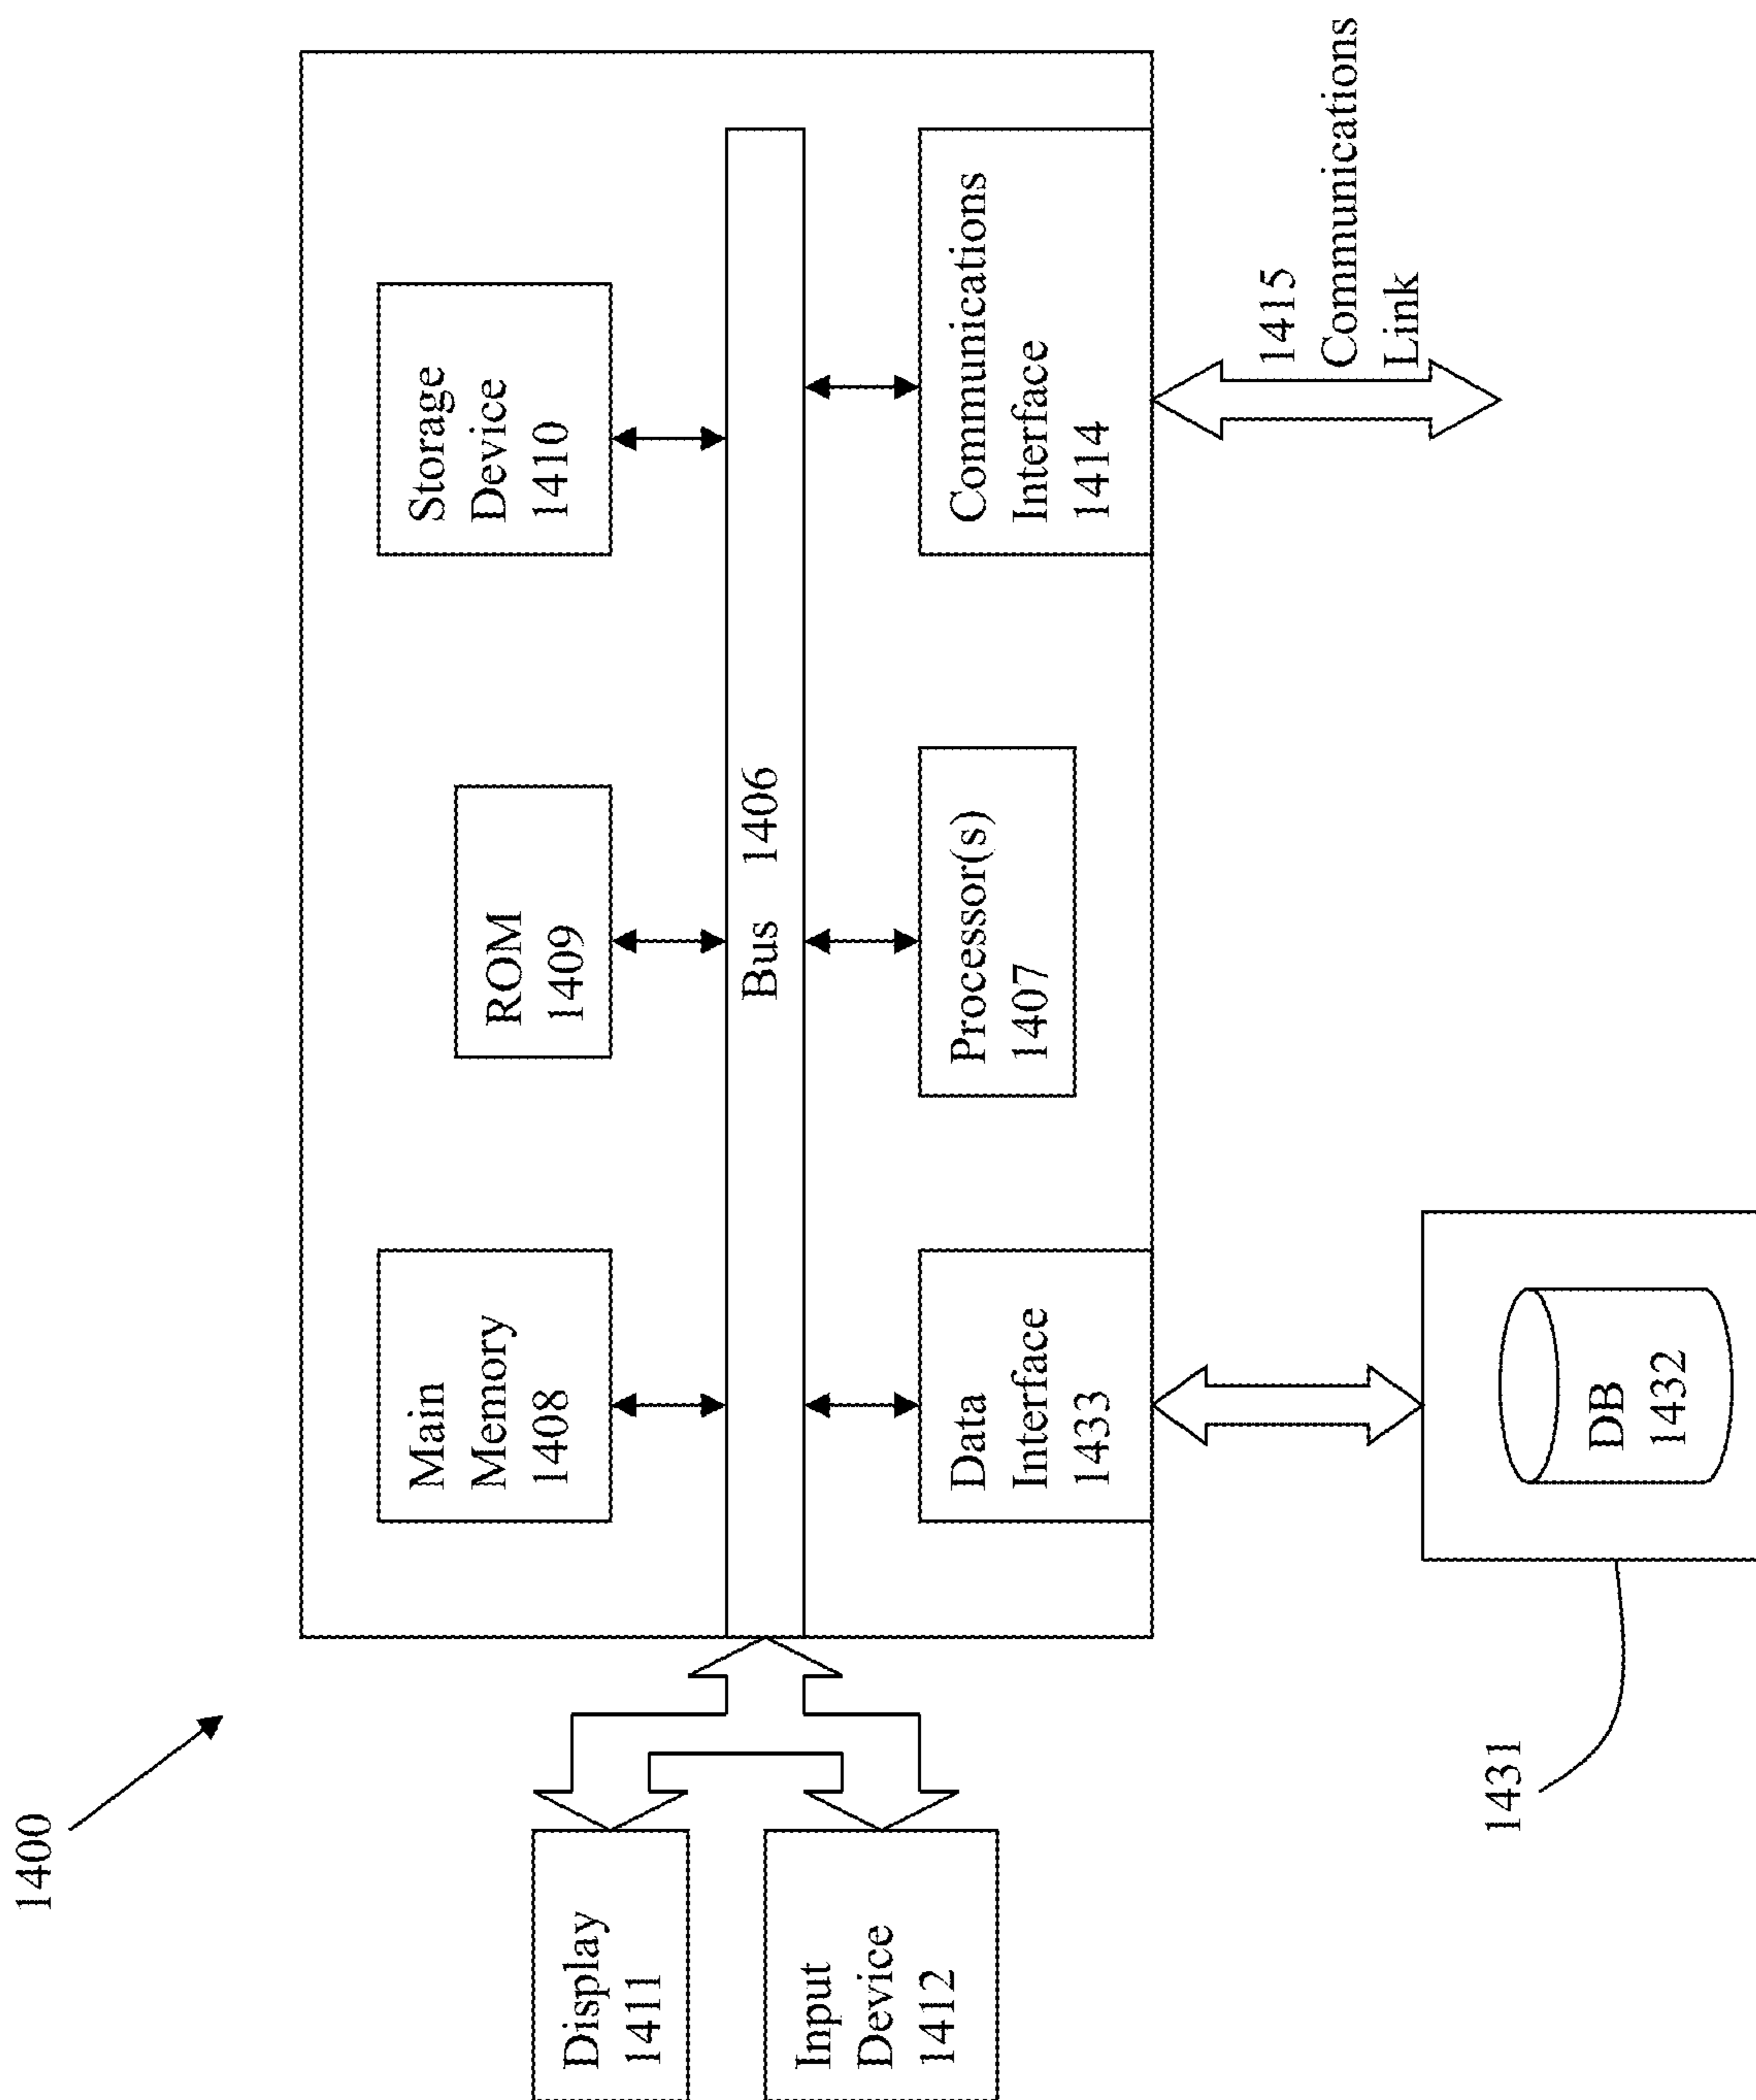 1400
Main
Memory
1408
ROM
1409
Storage
Device
1410
Display
1411
Bus 1406
Input
Device
1412
Data
Interface
1433
Processor(s)
1407
Communications
Interface
1414
1415
Communications
Link
1431
DB
1432